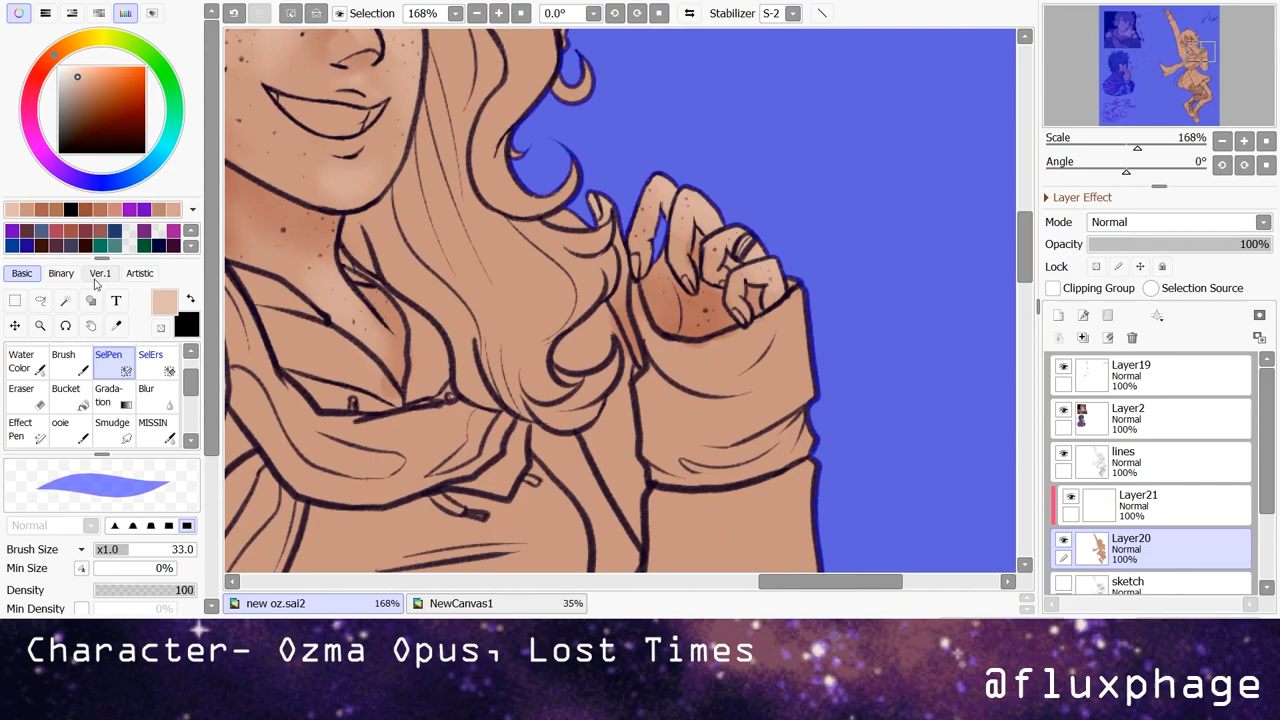 Selection 168% 0.0° Stabilizer S-2
Basic Binary Ver.1 Artistic
T
Water Color Brush SelPen SelErs
Eraser Bucket Grada-tion Blur
Effect Pen ooie Smudge MISSIN
Normal
Brush Size x1.0 33.0
Min Size 0%
Density 100
Min Density 0%
new oz.sai2 168% NewCanvas1 35%
Scale 168%
Angle 0°
Layer Effect
Mode Normal
Opacity 100%
Lock
Clipping Group Selection Source
Layer19
Normal
100%
Layer2
Normal
100%
lines
Normal
100%
Layer21
Normal
100%
Layer20
Normal
100%
sketch
Normal
Character- Ozma Opus, Lost Times
@fluxphage